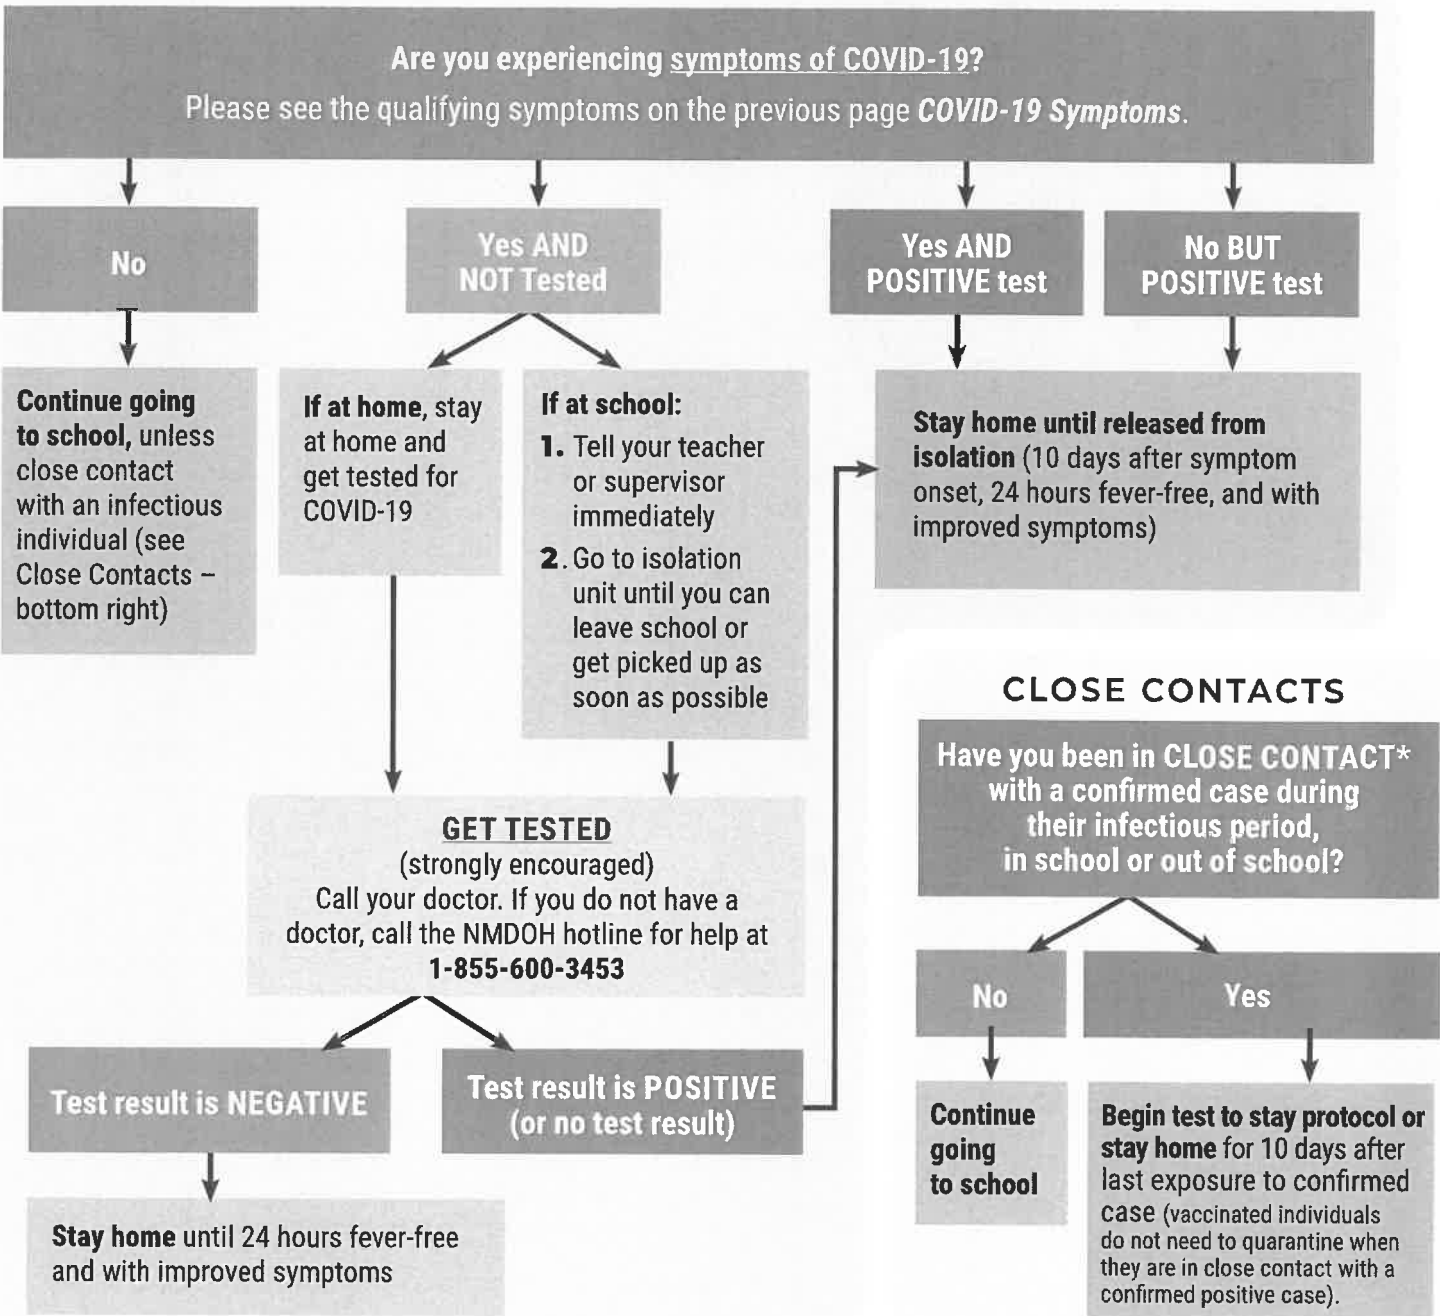 Are you experiencing symptoms of COVID-19?
Please see the qualifying symptoms on the previous page COVID-19 Symptoms.
No
Yes AND
NOT Tested
Yes AND
POSITIVE test
No BUT
POSITIVE test
Continue going
to school, unless
close contact
with an infectious
individual (see
Close Contacts –
bottom right)
If at home, stay
at home and
get tested for
COVID-19
If at school:
1. Tell your teacher
or supervisor
immediately
2. Go to isolation
unit until you can
leave school or
get picked up as
soon as possible
Stay home until released from
isolation (10 days after symptom
onset, 24 hours fever-free, and with
improved symptoms)
GET TESTED
(strongly encouraged)
Call your doctor. If you do not have a
doctor, call the NMDOH hotline for help at
1-855-600-3453
Test result is NEGATIVE
Test result is POSITIVE
(or no test result)
Stay home until 24 hours fever-free
and with improved symptoms
CLOSE CONTACTS
Have you been in CLOSE CONTACT*
with a confirmed case during
their infectious period,
in school or out of school?
No
Yes
Continue
going
to school
Begin test to stay protocol or
stay home for 10 days after
last exposure to confirmed
case (vaccinated individuals
do not need to quarantine when
they are in close contact with a
confirmed positive case).